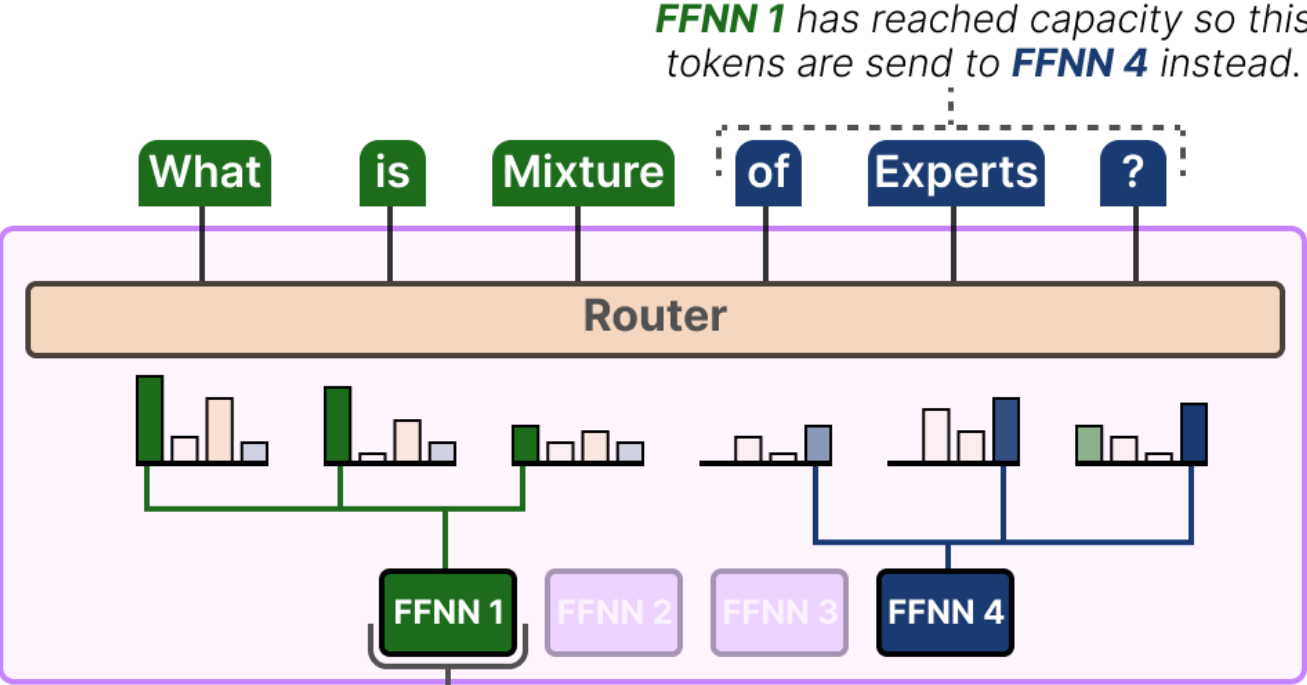 FFNN 1 has reached capacity so this
tokens are send to FFNN 4 instead.
What is Mixture of Experts ?
Router
FFNN 1 FFNN 2 FFNN 3 FFNN 4